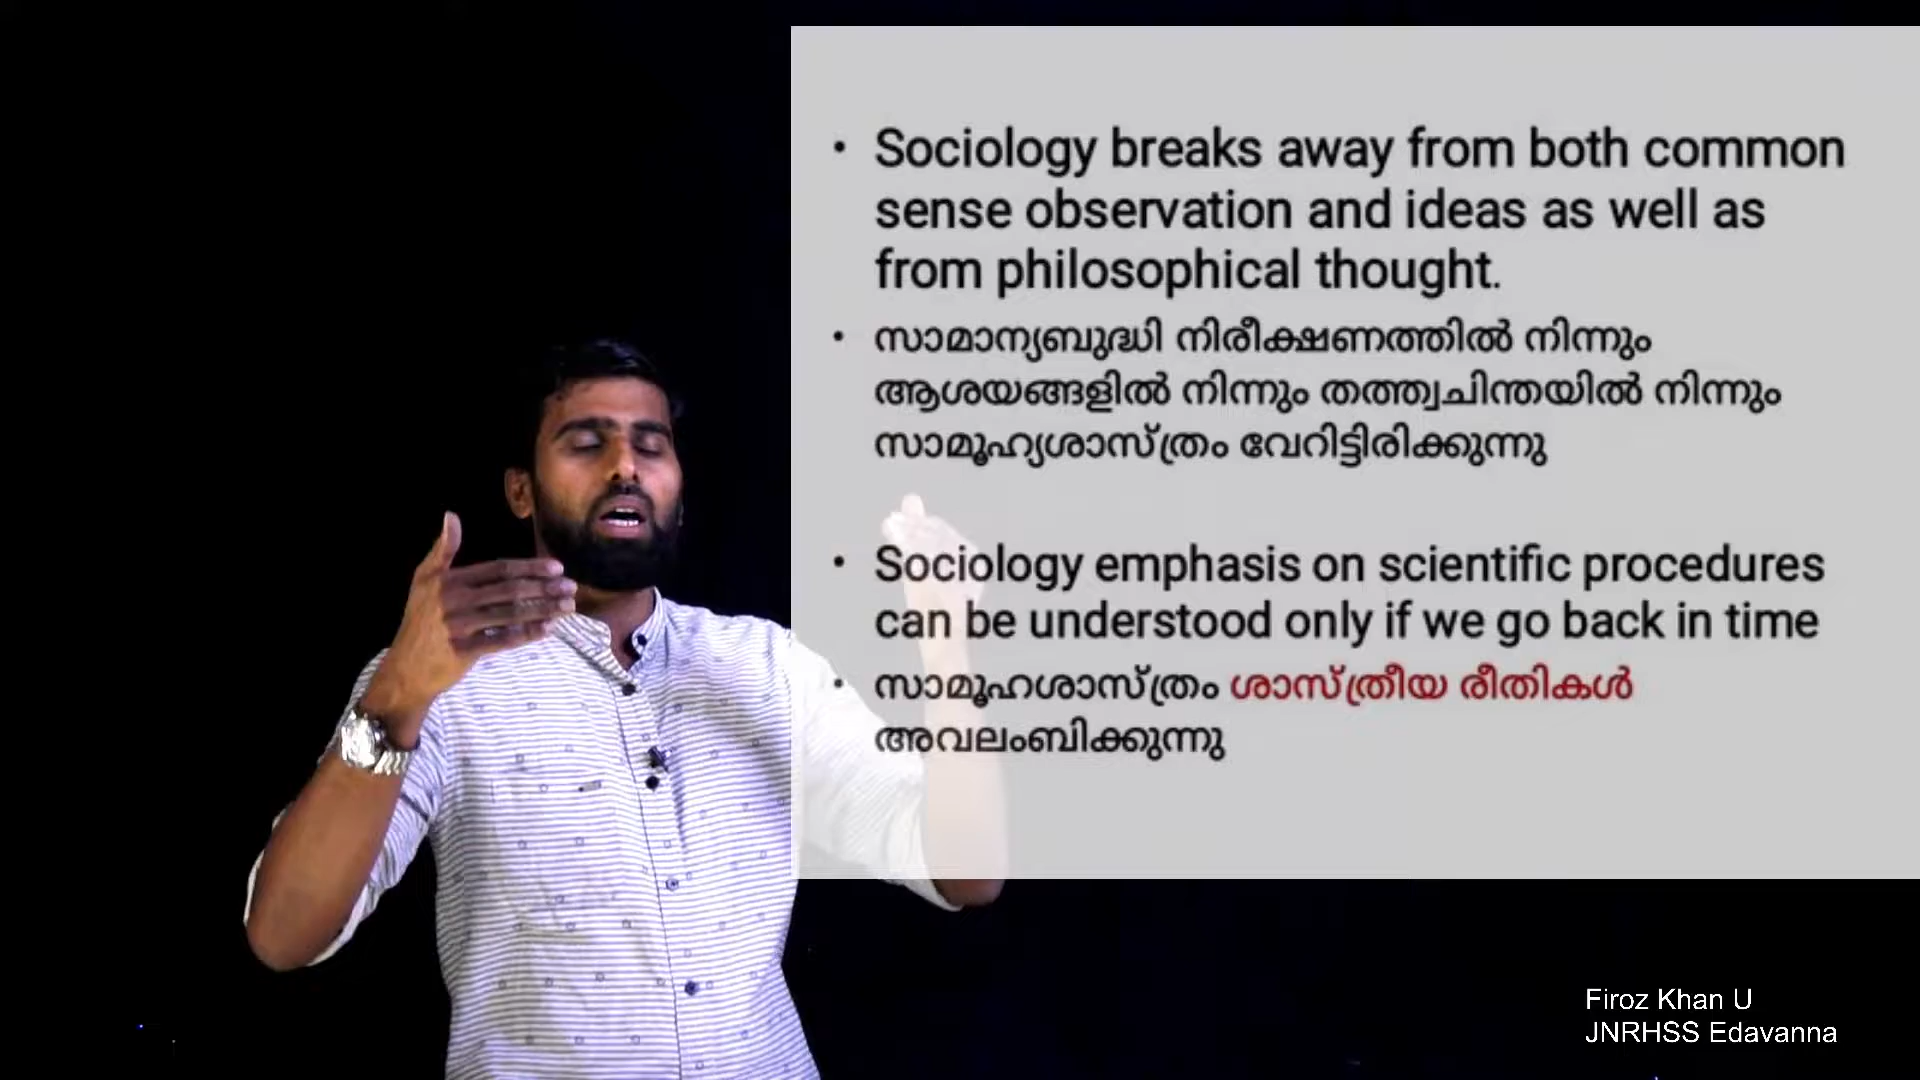 • Sociology breaks away from both common
sense observation and ideas as well as
from philosophical thought.
• സാമാന്യബുദ്ധി നിരീക്ഷണത്തിൽ നിന്നും
ആശയങ്ങളിൽ നിന്നും തത്ത്വചിന്തയിൽ നിന്നും
സാമൂഹ്യശാസ്ത്രം വേറിട്ടിരിക്കുന്നു
• Sociology emphasis on scientific procedures
can be understood only if we go back in time
• സാമൂഹശാസ്ത്രം ശാസ്ത്രീയ രീതികൾ
അവലംബിക്കുന്നു
Firoz Khan U
JNRHSS Edavanna